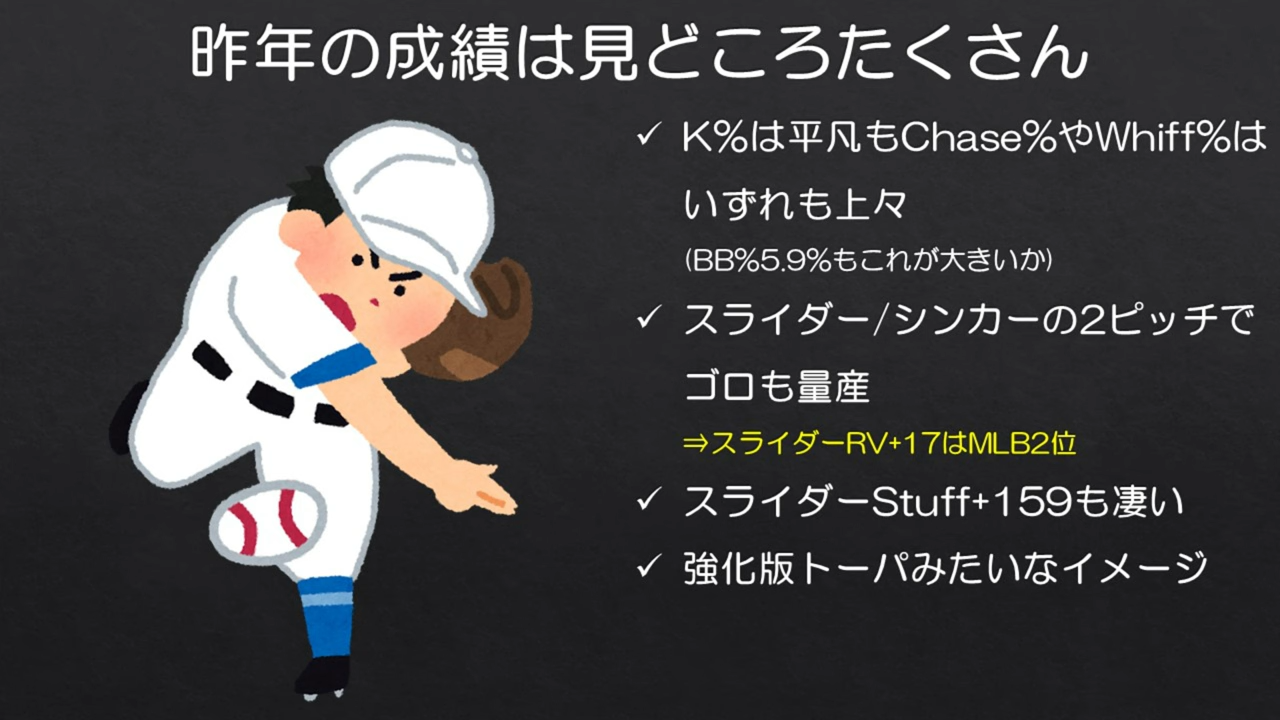 昨年の成績は見どころたくさん
✓ K%は平凡もChase%やWhiff%は
いずれも上々
(BB%5.9%もこれが大きいか)
✓ スライダー/シンカーの2ピッチで
ゴロも量産
⇒スライダーRV+17はMLB2位
✓ スライダーStuff+159も凄い
✓ 強化版トーパみたいなイメージ